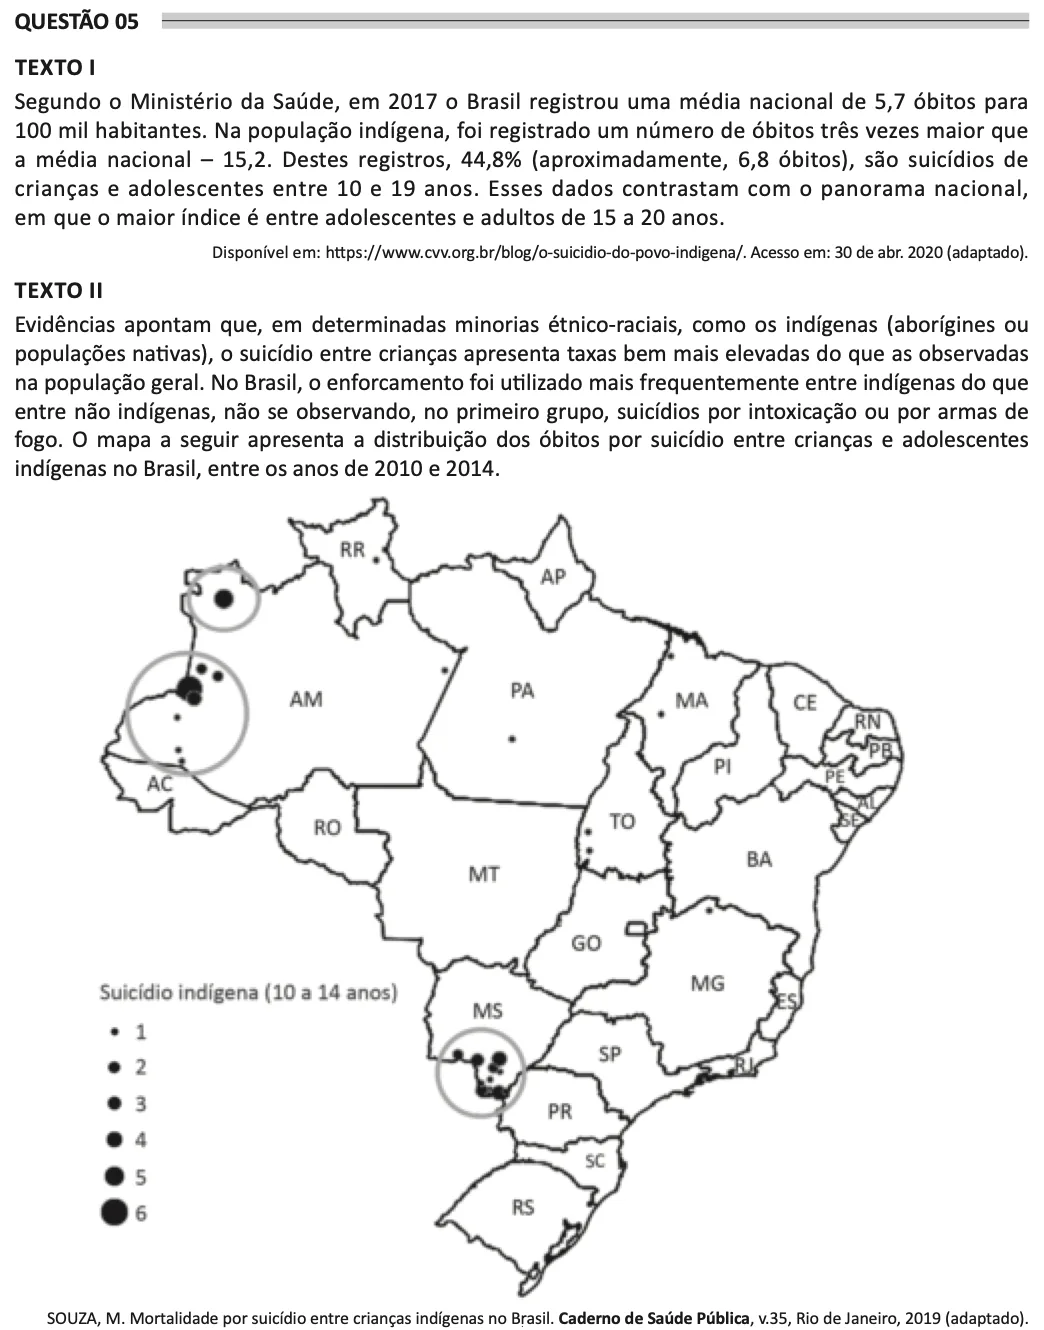 QUESTÃO 05
TEXTO I
Segundo o Ministério da Saúde, em 2017 o Brasil registrou uma média nacional de 5,7 óbitos para
100 mil habitantes. Na população indígena, foi registrado um número de óbitos três vezes maior que
a média nacional – 15,2. Destes registros, 44,8% (aproximadamente, 6,8 óbitos), são suicídios de
crianças e adolescentes entre 10 e 19 anos. Esses dados contrastam com o panorama nacional,
em que o maior índice é entre adolescentes e adultos de 15 a 20 anos.
Disponível em: https://www.cvv.org.br/blog/o-suicidio-do-povo-indigena/. Acesso em: 30 de abr. 2020 (adaptado).
TEXTO II
Evidências apontam que, em determinadas minorias étnico-raciais, como os indígenas (aborígines ou
populações nativas), o suicídio entre crianças apresenta taxas bem mais elevadas do que as observadas
na população geral. No Brasil, o enforcamento foi utilizado mais frequentemente entre indígenas do que
entre não indígenas, não se observando, no primeiro grupo, suicídios por intoxicação ou por armas de
fogo. O mapa a seguir apresenta a distribuição dos óbitos por suicídio entre crianças e adolescentes
indígenas no Brasil, entre os anos de 2010 e 2014.
RR
AP
AM
PA
MA
CE
RN
PB
PI
PE
AC
AL
SE
TO
RO
BA
MT
GO
MG
ES
Suicídio indígena (10 a 14 anos)
MS
1
SP
2
RJ
3
PR
4
SC
5
RS
6
SOUZA, M. Mortalidade por suicídio entre crianças indígenas no Brasil. Caderno de Saúde Pública, v.35, Rio de Janeiro, 2019 (adaptado).